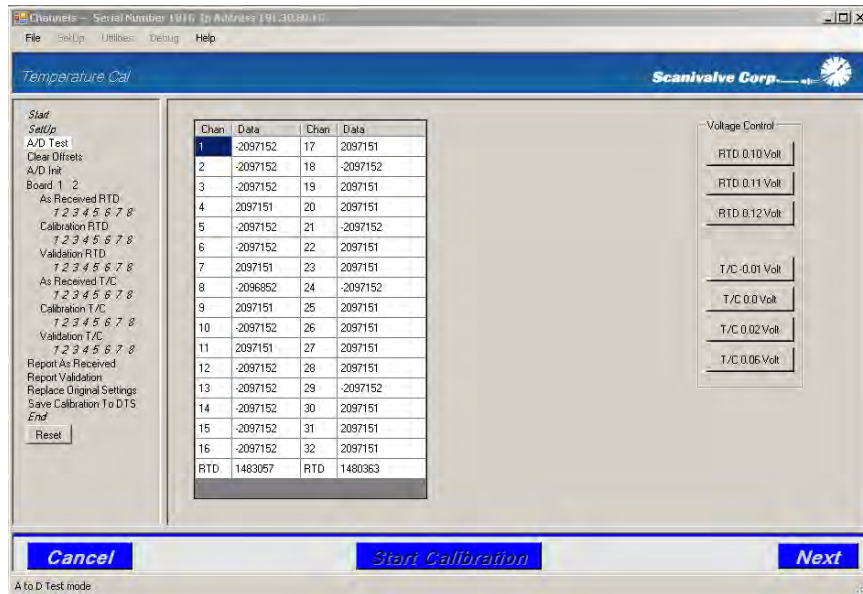 Channels -- Serial Number 1916 Ip Address 191.30.80.16
File SetUp Utilities Debug Help
Temperature Cal
Scanivalve Corp.
Start
SetUp
A/D Test
Clear Offsets
A/D Init
Board 1 2
As Received RTD
1 2 3 4 5 6 7 8
Calibration RTD
1 2 3 4 5 6 7 8
Validation RTD
1 2 3 4 5 6 7 8
As Received T/C
1 2 3 4 5 6 7 8
Calibration T/C
1 2 3 4 5 6 7 8
Validation T/C
1 2 3 4 5 6 7 8
Report As Received
Report Validation
Replace Original Settings
Save Calibration To DTS
End
Reset
Chan Data Chan Data
1 -2097152 17 2097151
2 -2097152 18 -2097152
3 -2097152 19 2097151
4 2097151 20 2097151
5 -2097152 21 -2097152
6 -2097152 22 2097151
7 2097151 23 2097151
8 -2096852 24 -2097152
9 2097151 25 2097151
10 -2097152 26 2097151
11 2097151 27 2097151
12 -2097152 28 2097151
13 -2097152 29 -2097152
14 -2097152 30 2097151
15 -2097152 31 2097151
16 -2097152 32 2097151
RTD 1483057 RTD 1480363
Voltage Control
RTD 0.10 Volt
RTD 0.11 Volt
RTD 0.12 Volt
T/C -0.01 Volt
T/C 0.0 Volt
T/C 0.02 Volt
T/C 0.06 Volt
Cancel
Start Calibration
Next
A to D Test mode